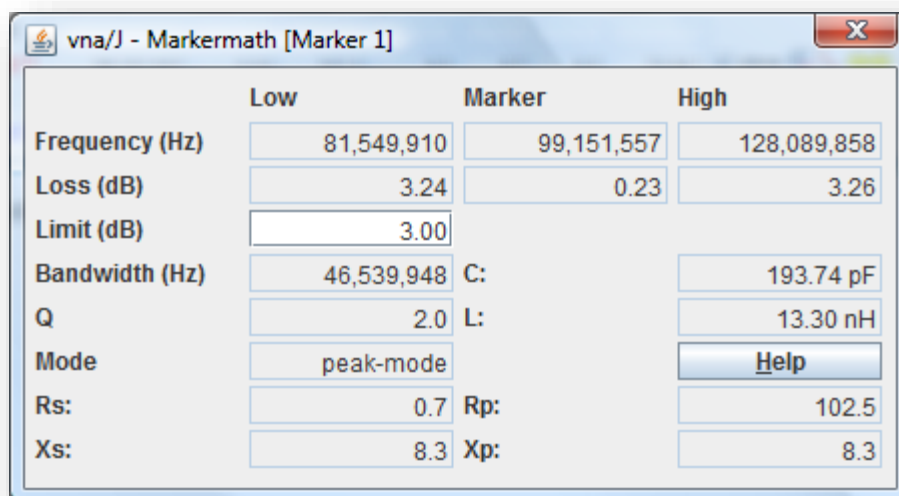 vna/J - Markermath [Marker 1]
Low Marker High
Frequency (Hz) 81,549,910 99,151,557 128,089,858
Loss (dB) 3.24 0.23 3.26
Limit (dB) 3.00
Bandwidth (Hz) 46,539,948 C: 193.74 pF
Q 2.0 L: 13.30 nH
Mode peak-mode Help
Rs: 0.7 Rp: 102.5
Xs: 8.3 Xp: 8.3